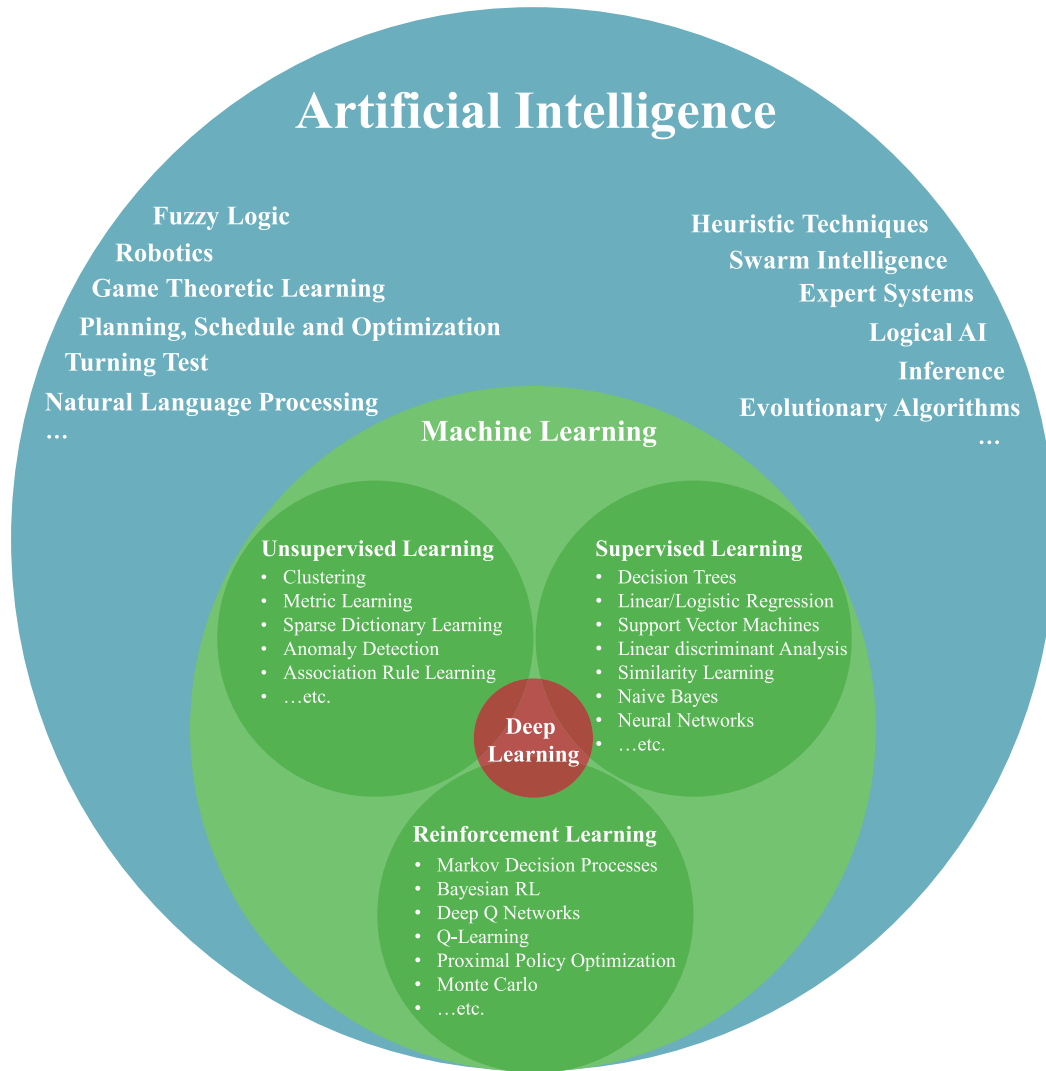 Artificial Intelligence
Fuzzy Logic
Robotics
Game Theoretic Learning
Planning, Schedule and Optimization
Turning Test
Natural Language Processing
...
Heuristic Techniques
Swarm Intelligence
Expert Systems
Logical AI
Inference
Evolutionary Algorithms
...
Machine Learning
Unsupervised Learning
• Clustering
• Metric Learning
• Sparse Dictionary Learning
• Anomaly Detection
• Association Rule Learning
• …etc.
Supervised Learning
• Decision Trees
• Linear/Logistic Regression
• Support Vector Machines
• Linear discriminant Analysis
• Similarity Learning
• Naive Bayes
• Neural Networks
• …etc.
Deep
Learning
Reinforcement Learning
• Markov Decision Processes
• Bayesian RL
• Deep Q Networks
• Q-Learning
• Proximal Policy Optimization
• Monte Carlo
• …etc.